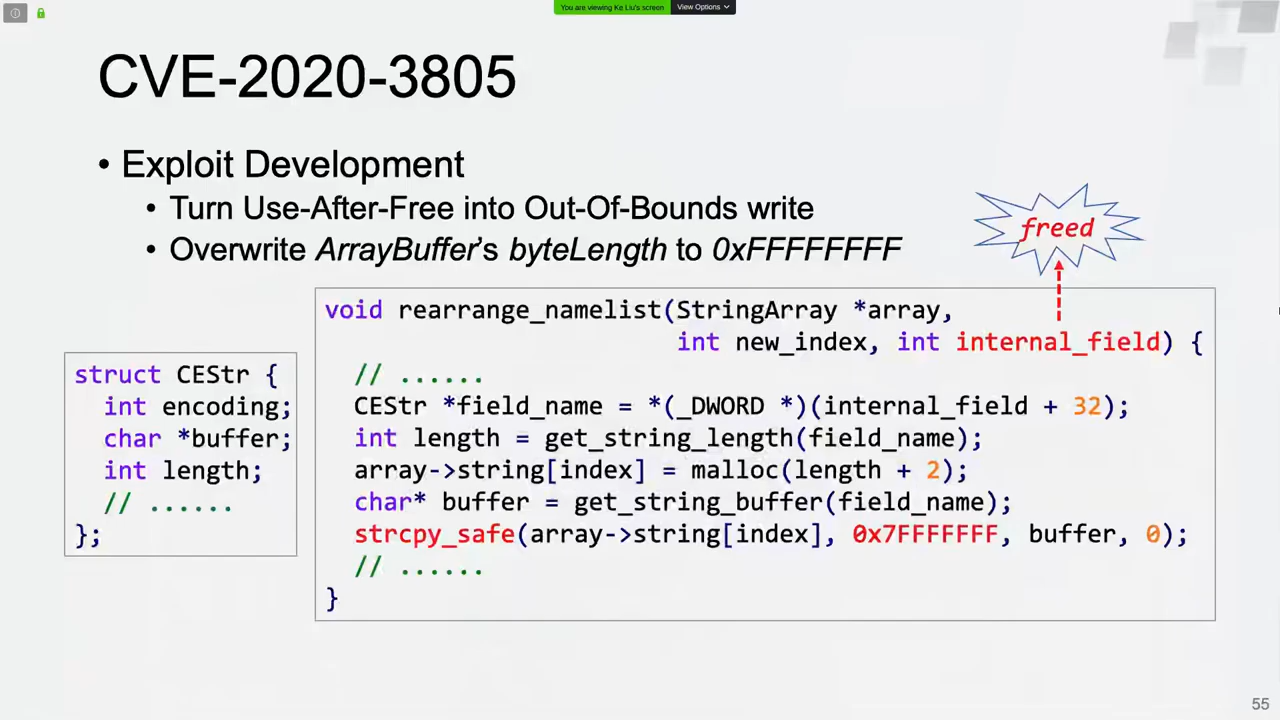 You are viewing Ke Liu's screen
View Options
CVE-2020-3805
• Exploit Development
• Turn Use-After-Free into Out-Of-Bounds write
• Overwrite ArrayBuffer's byteLength to 0xFFFFFFFF
freed
struct CEStr {
int encoding;
char *buffer;
int length;
// ......
};
void rearrange_namelist(StringArray *array,
int new_index, int internal_field) {
// ......
CEStr *field_name = *(_DWORD *)(internal_field + 32);
int length = get_string_length(field_name);
array->string[index] = malloc(length + 2);
char* buffer = get_string_buffer(field_name);
strcpy_safe(array->string[index], 0x7FFFFFFF, buffer, 0);
// ......
}
55